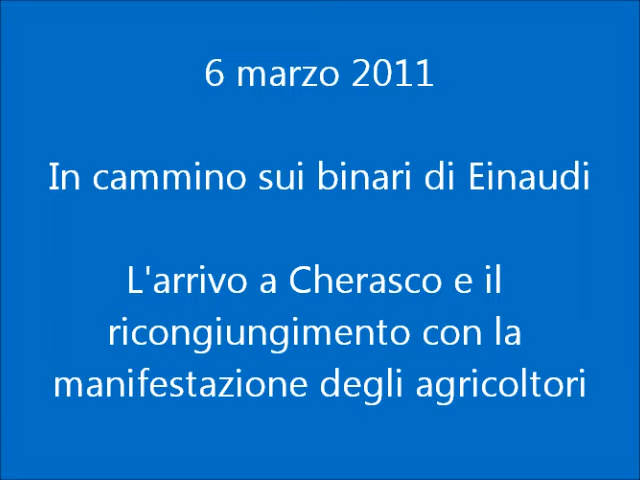 6 marzo 2011
In cammino sui binari di Einaudi
L'arrivo a Cherasco e il
ricongiungimento con la
manifestazione degli agricoltori